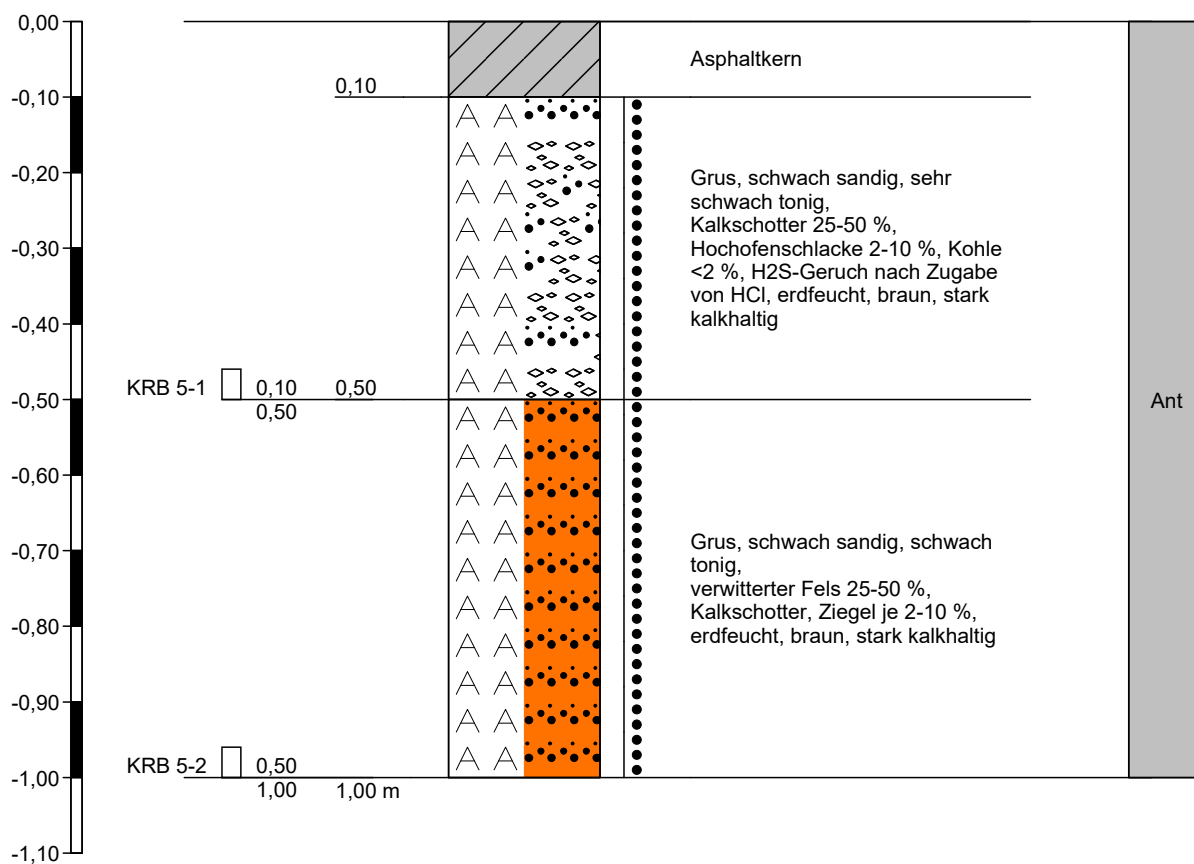 0,00
Asphaltkern
0,10
-0,10
-0,20
Grus, schwach sandig, sehr
schwach tonig,
Kalkschotter 25-50 %,
Hochofenschlacke 2-10 %, Kohle
<2 %, H2S-Geruch nach Zugabe
von HCl, erdfeucht, braun, stark
kalkhaltig
-0,30
-0,40
KRB 5-1 0,10 0,50
0,50
-0,50
Ant
-0,60
-0,70
Grus, schwach sandig, schwach
tonig,
verwitterter Fels 25-50 %,
Kalkschotter, Ziegel je 2-10 %,
erdfeucht, braun, stark kalkhaltig
-0,80
-0,90
KRB 5-2 0,50
1,00 1,00 m
-1,00
-1,10